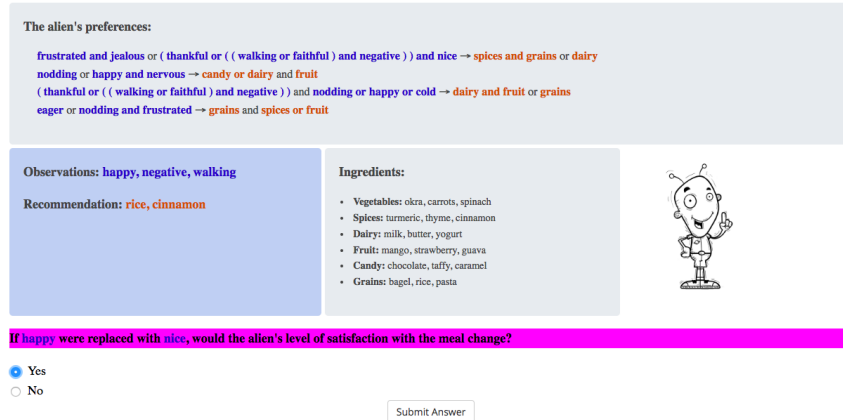 The alien's preferences:
frustrated and jealous or ( thankful or ( ( walking or faithful ) and negative ) ) and nice → spices and grains or dairy
nodding or happy and nervous → candy or dairy and fruit
( thankful or ( ( walking or faithful ) and negative ) ) and nodding or happy or cold → dairy and fruit or grains
eager or nodding and frustrated → grains and spices or fruit
Observations: happy, negative, walking
Recommendation: rice, cinnamon
Ingredients:
• Vegetables: okra, carrots, spinach
• Spices: turmeric, thyme, cinnamon
• Dairy: milk, butter, yogurt
• Fruit: mango, strawberry, guava
• Candy: chocolate, taffy, caramel
• Grains: bagel, rice, pasta
If happy were replaced with nice, would the alien's level of satisfaction with the meal change?
Yes
No
Submit Answer